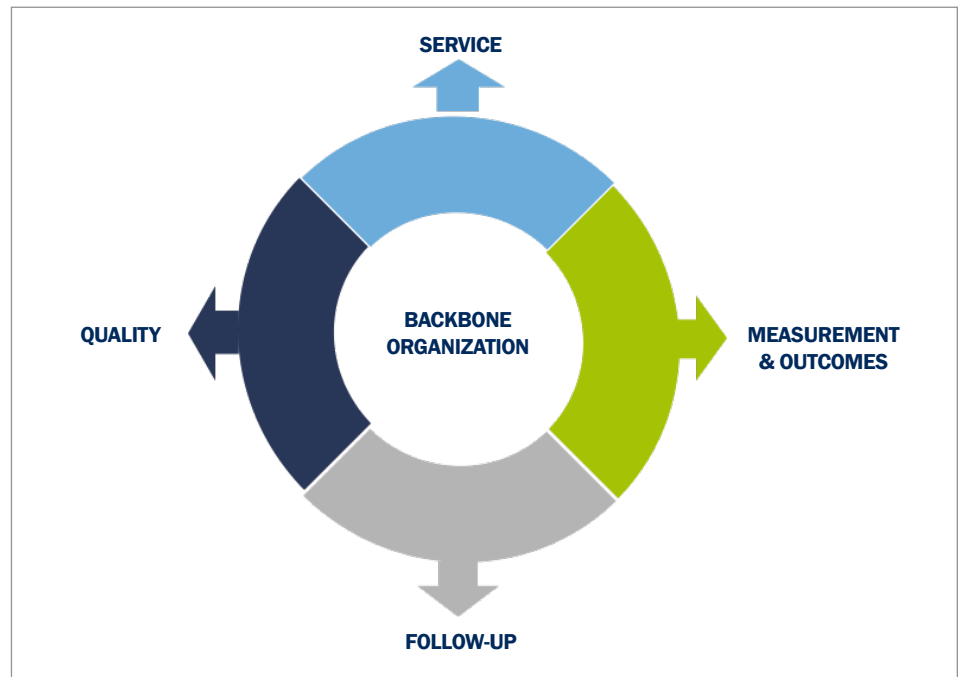 SERVICE
QUALITY
BACKBONE
ORGANIZATION
MEASUREMENT
& OUTCOMES
FOLLOW-UP